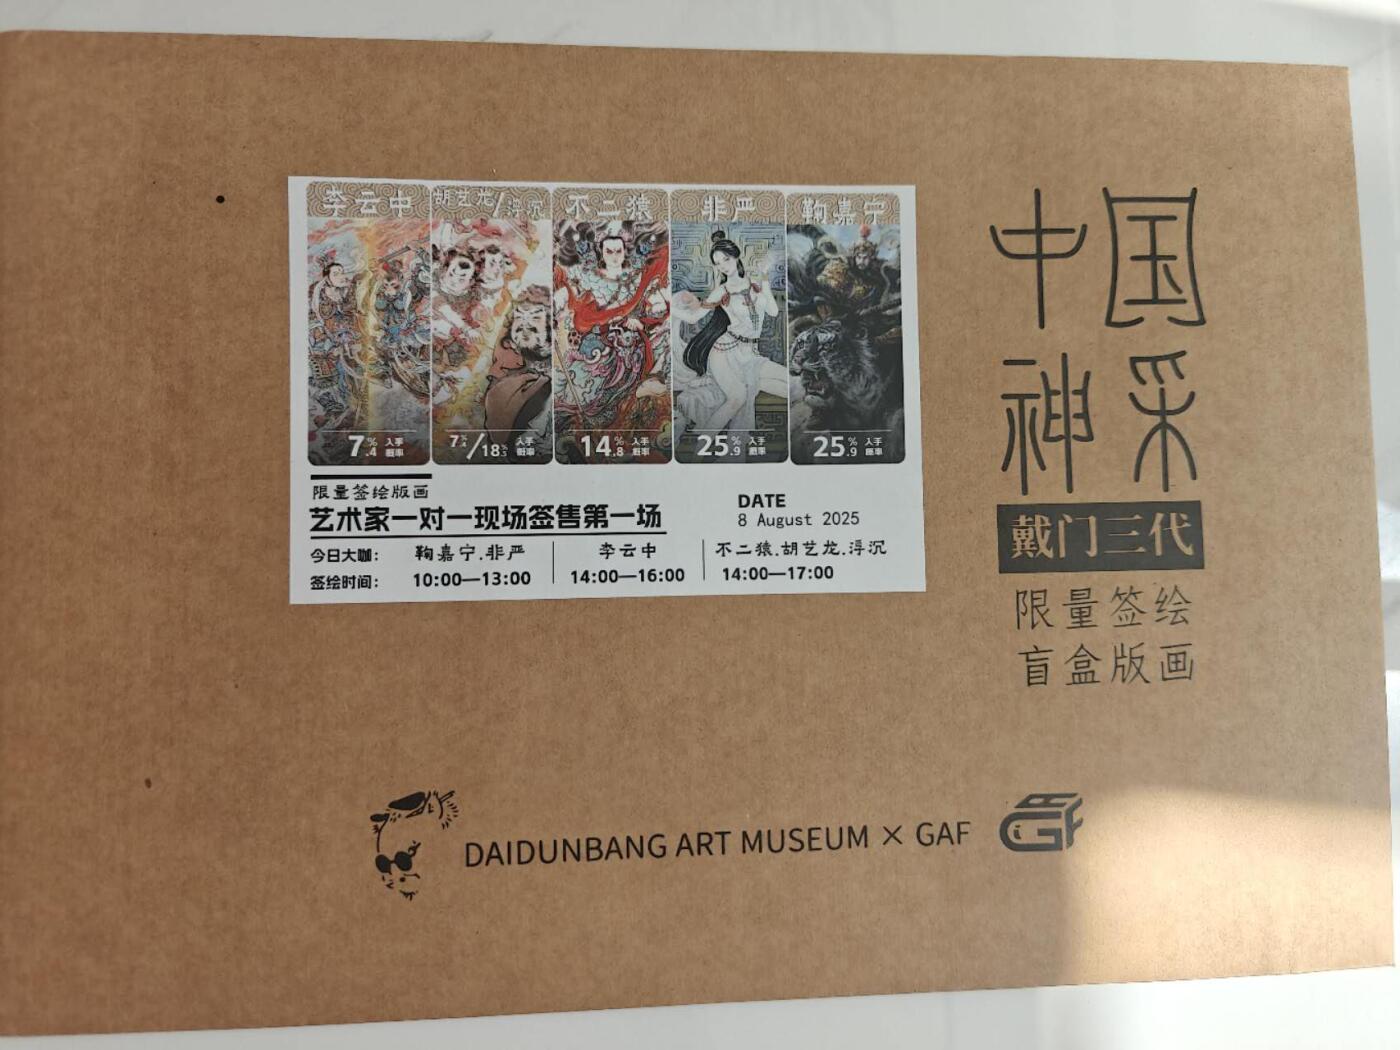 李云中
胡艺龙/浮沉
不二猿
非严
鞠嘉宁
7.4% 入手概率
7.4%/18.5% 入手概率
14.8% 入手概率
25.9% 入手概率
25.9% 入手概率
限量签绘版画
艺术家一对一现场签售第一场
DATE
8 August 2025
今日大咖： 鞠嘉宁.非严 李云中 不二猿.胡艺龙.浮沉
签绘时间： 10:00—13:00 14:00—16:00 14:00—17:00
中国
神采
戴门三代
限量签绘
盲盒版画
DAIDUNBANG ART MUSEUM × GAF